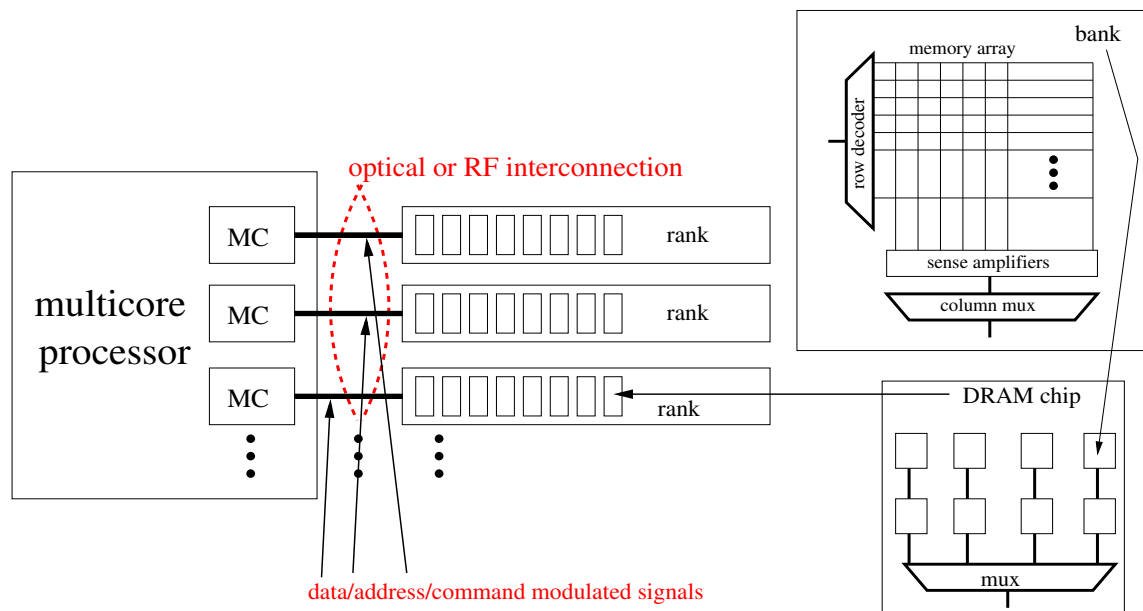 bank
memory array
row decoder
optical or RF interconnection
MC
rank
sense amplifiers
multicore
processor
MC
rank
column mux
MC
rank
DRAM chip
data/address/command modulated signals
mux